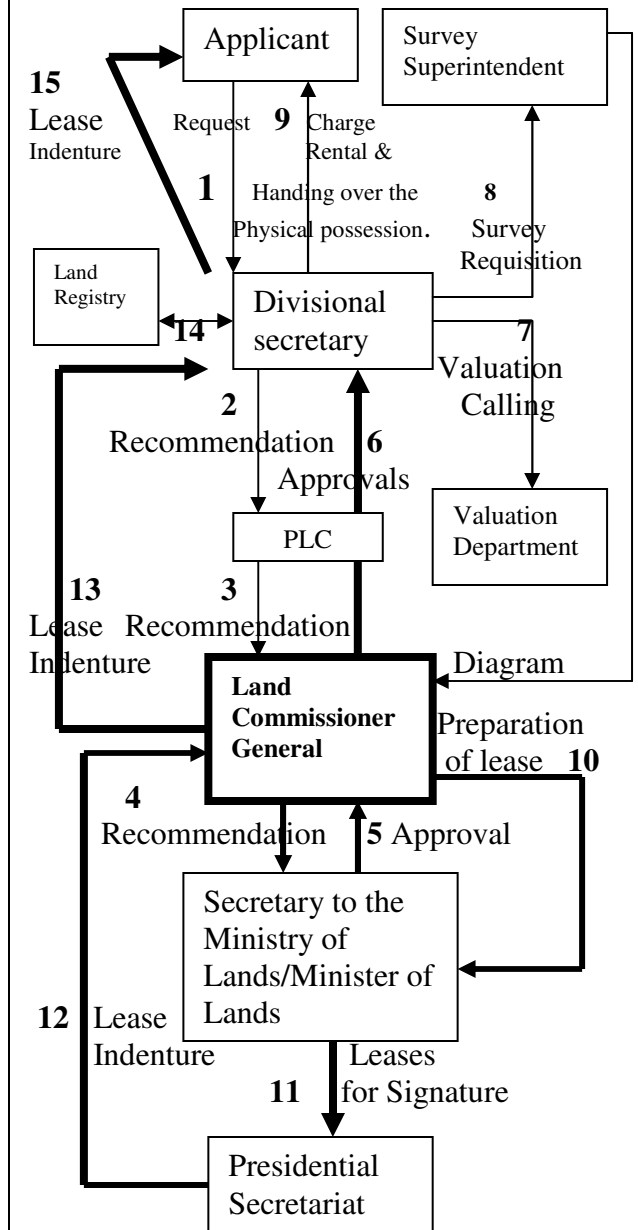 Applicant
Survey
Superintendent
15
Lease
Indenture
Request
9
Charge
Rental &
1
Handing over the
Physical possession.
8
Survey
Requisition
Land
Registry
14
Divisional
secretary
7
Valuation
Calling
2
Recommendation
6
Approvals
PLC
Valuation
Department
13
Lease
Indenture
3
Recommendation
Land
Commissioner
General
Diagram
Preparation
of lease 10
4
Recommendation
5 Approval
Secretary to the
Ministry of
Lands/Minister of
Lands
12
Lease
Indenture
11
Leases
for Signature
Presidential
Secretariat